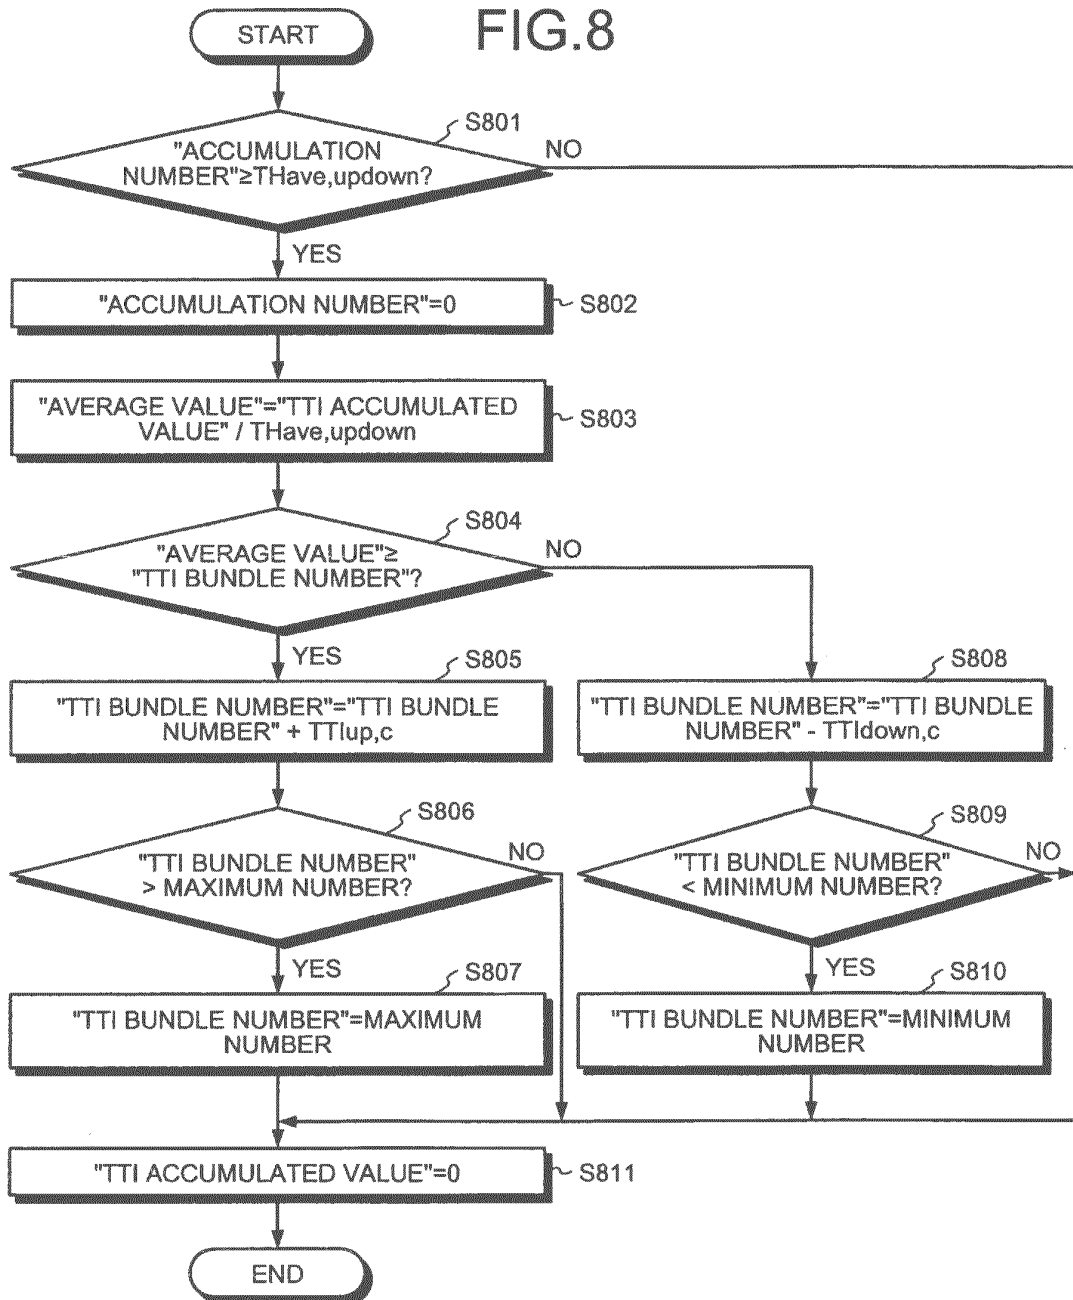 FIG.8
START
S801
"ACCUMULATION
NUMBER"≥THave,updown?
NO
YES
"ACCUMULATION NUMBER"=0
S802
"AVERAGE VALUE"="TTI ACCUMULATED
VALUE" / THave,updown
S803
S804
"AVERAGE VALUE"≥
"TTI BUNDLE NUMBER"?
NO
YES
S805
"TTI BUNDLE NUMBER"="TTI BUNDLE
NUMBER" + TTIup,c
S808
"TTI BUNDLE NUMBER"="TTI BUNDLE
NUMBER" - TTIdown,c
S806
"TTI BUNDLE NUMBER"
> MAXIMUM NUMBER?
NO
S809
"TTI BUNDLE NUMBER"
< MINIMUM NUMBER?
NO
YES
S807
"TTI BUNDLE NUMBER"=MAXIMUM
NUMBER
YES
S810
"TTI BUNDLE NUMBER"=MINIMUM
NUMBER
"TTI ACCUMULATED VALUE"=0
S811
END